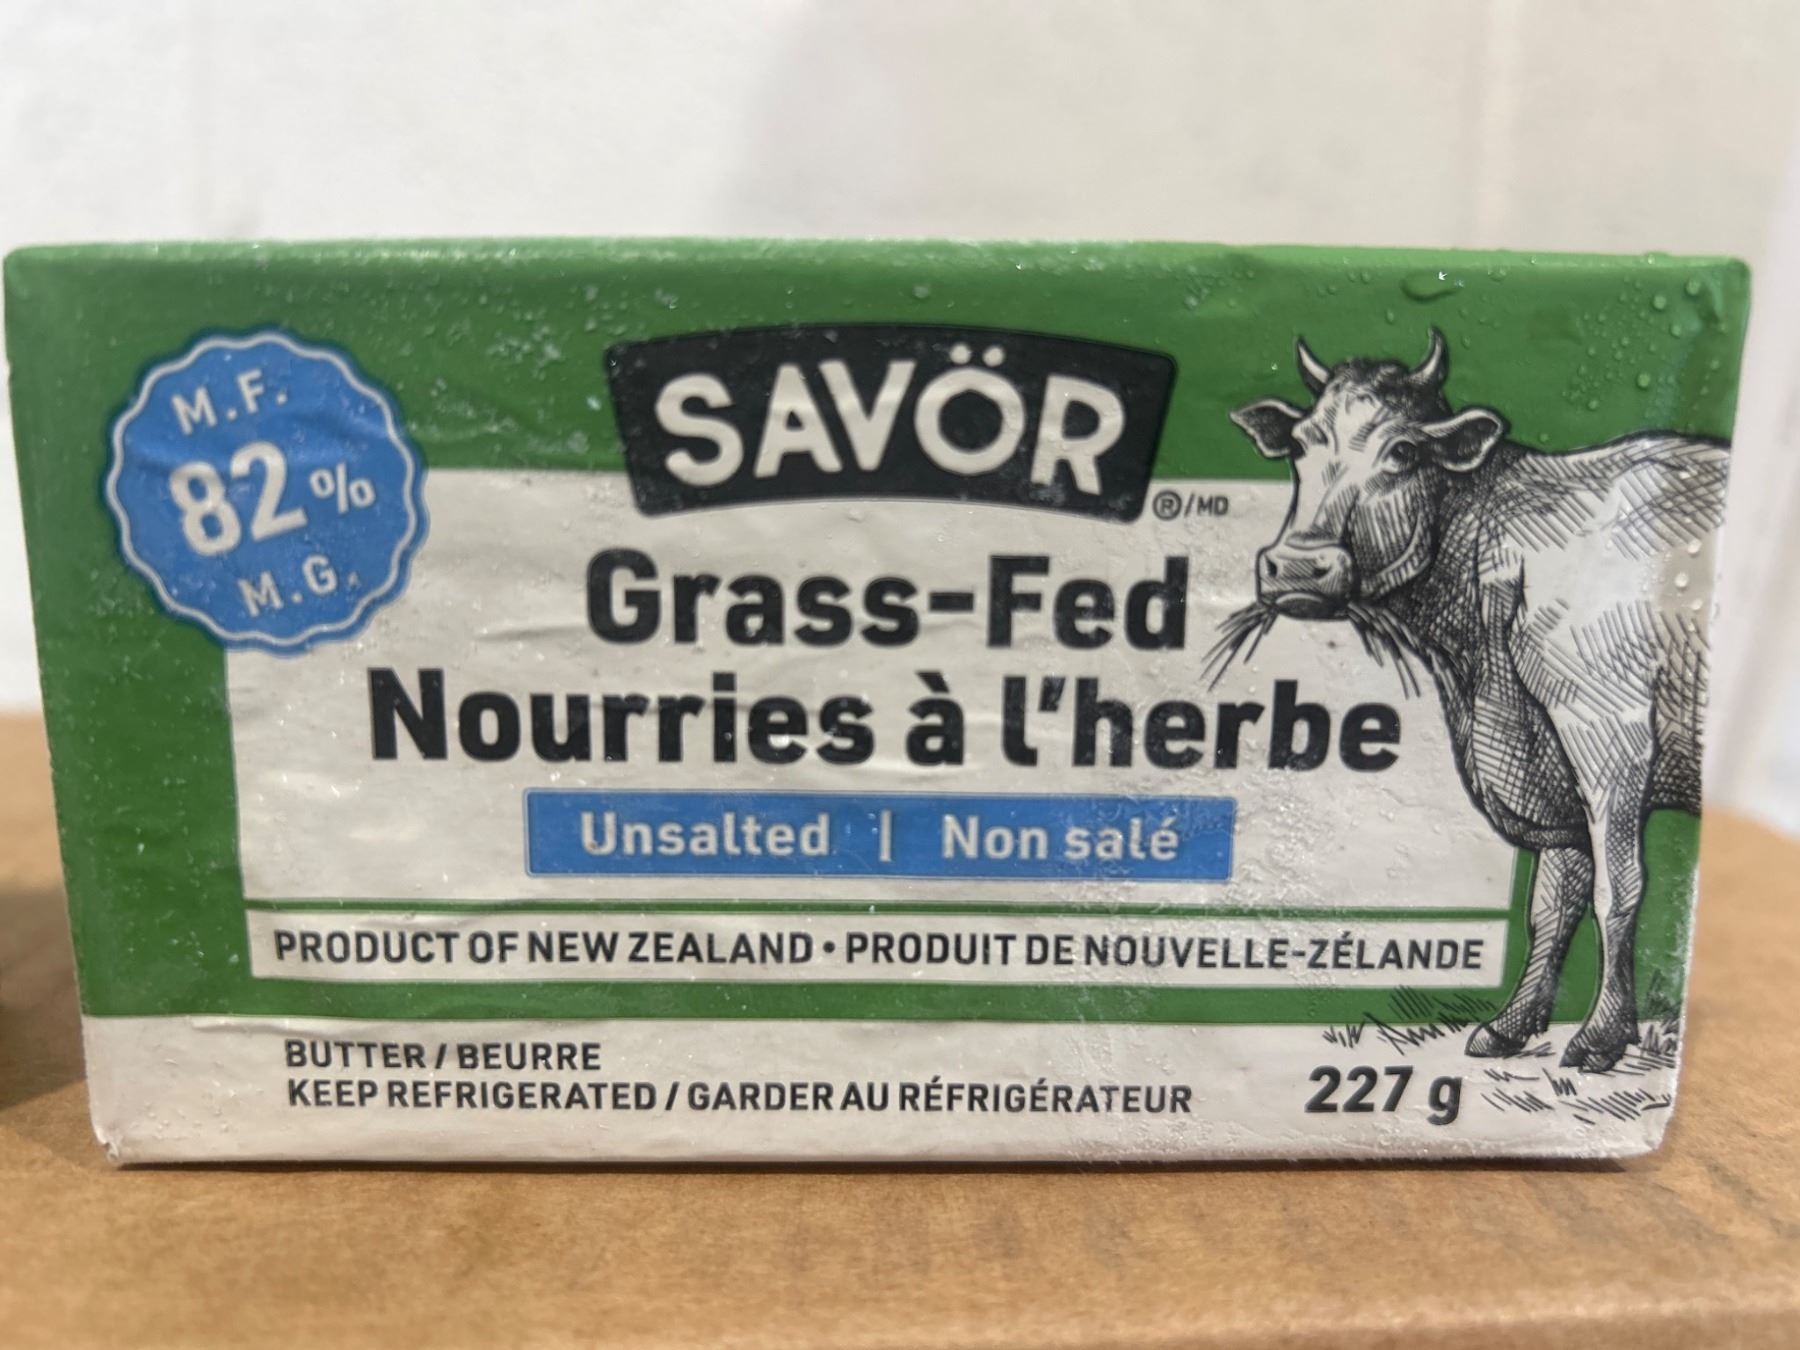 M.F.
82%
M.G.
SAVÖR
®/MD
Grass-Fed
Nourries à l'herbe
Unsalted | Non salé
PRODUCT OF NEW ZEALAND • PRODUIT DE NOUVELLE-ZÉLANDE
BUTTER / BEURRE
KEEP REFRIGERATED / GARDER AU RÉFRIGÉRATEUR
227 g